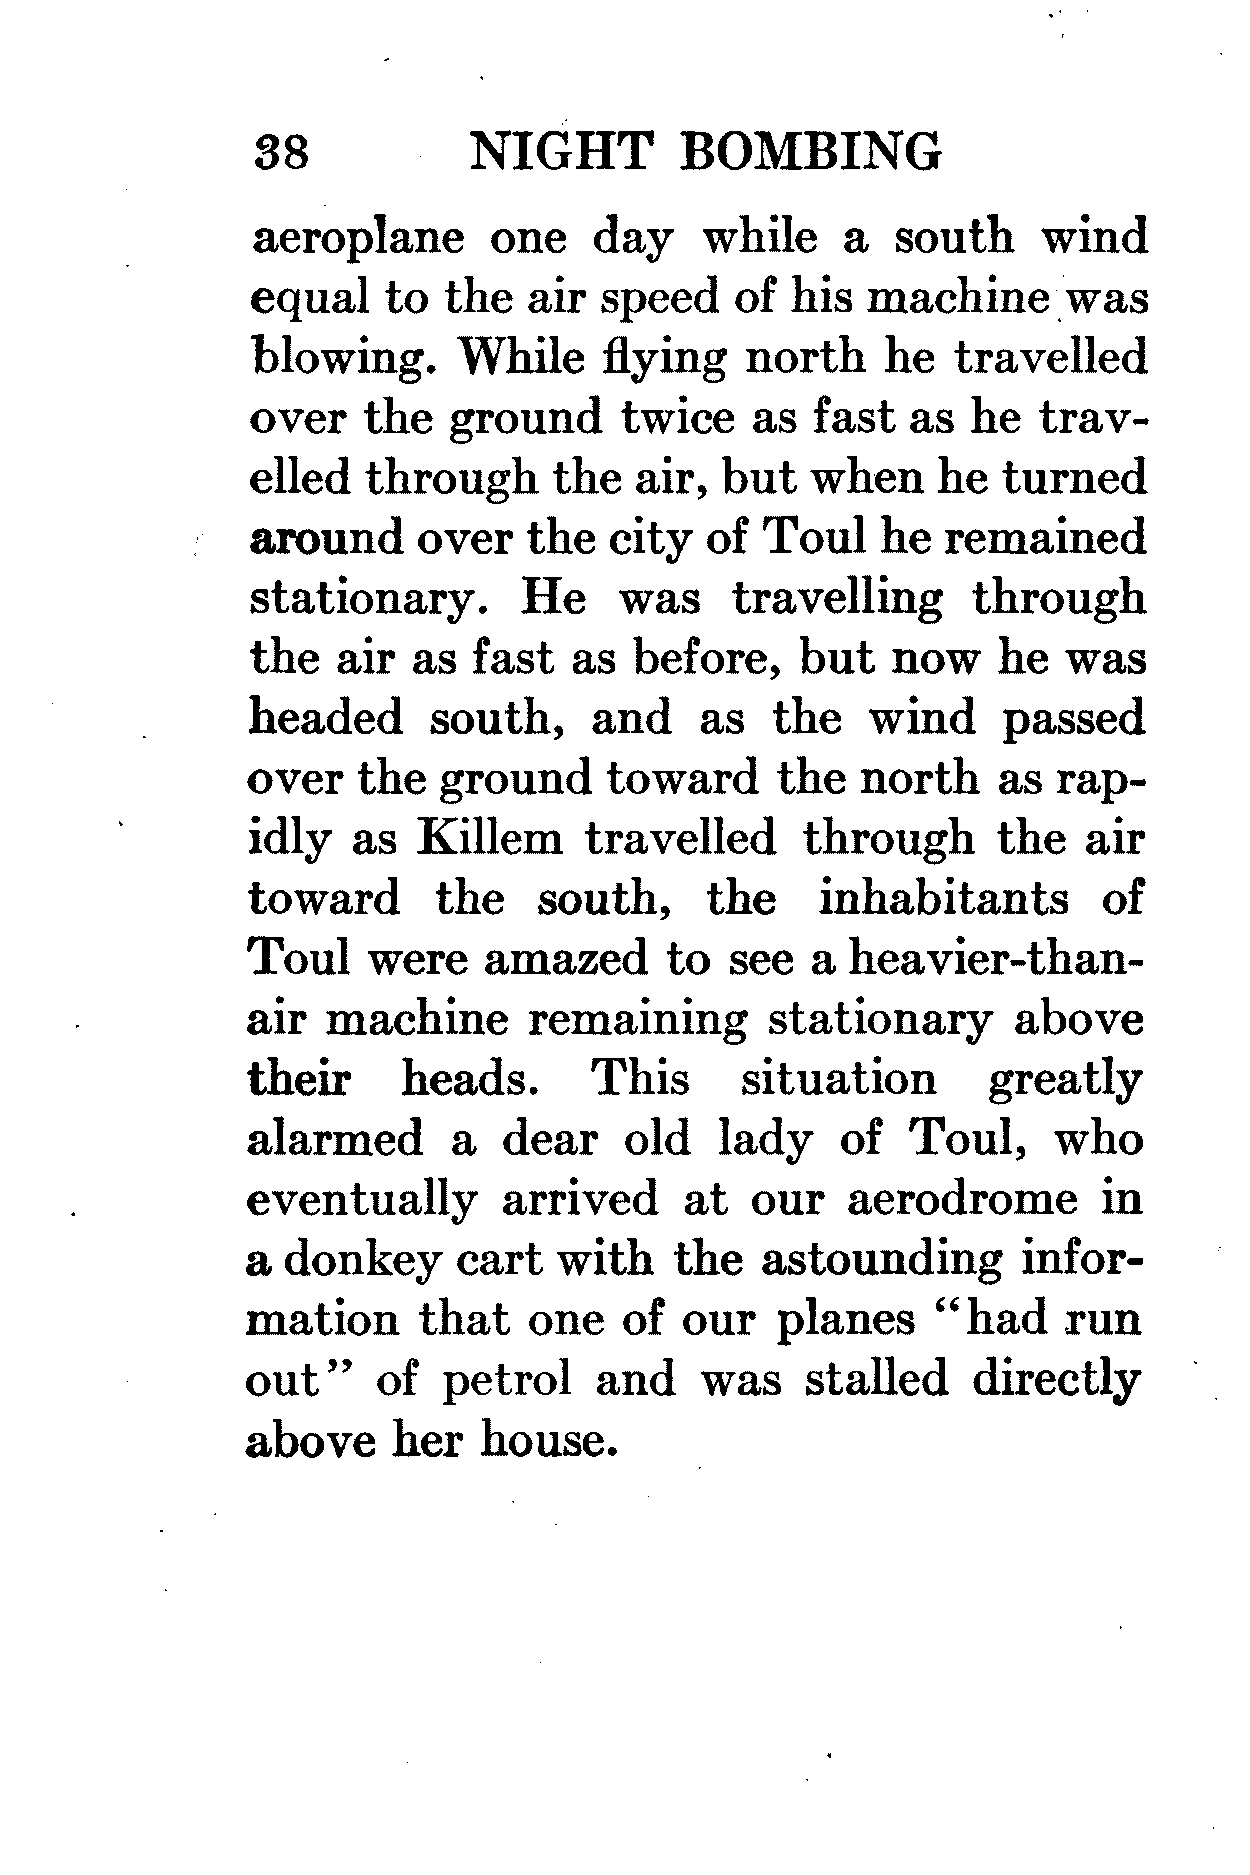 38 NIGHT BOMBING
aeroplane one day while a south wind
equal to the air speed of his machine was
blowing. While flying north he travelled
over the ground twice as fast as he trav-
elled through the air, but when he turned
around over the city of Toul he remained
stationary. He was travelling through
the air as fast as before, but now he was
headed south, and as the wind passed
over the ground toward the north as rap-
idly as Killem travelled through the air
toward the south, the inhabitants of
Toul were amazed to see a heavier-than-
air machine remaining stationary above
their heads. This situation greatly
alarmed a dear old lady of Toul, who
eventually arrived at our aerodrome in
a donkey cart with the astounding infor-
mation that one of our planes “had run
out” of petrol and was stalled directly
above her house.